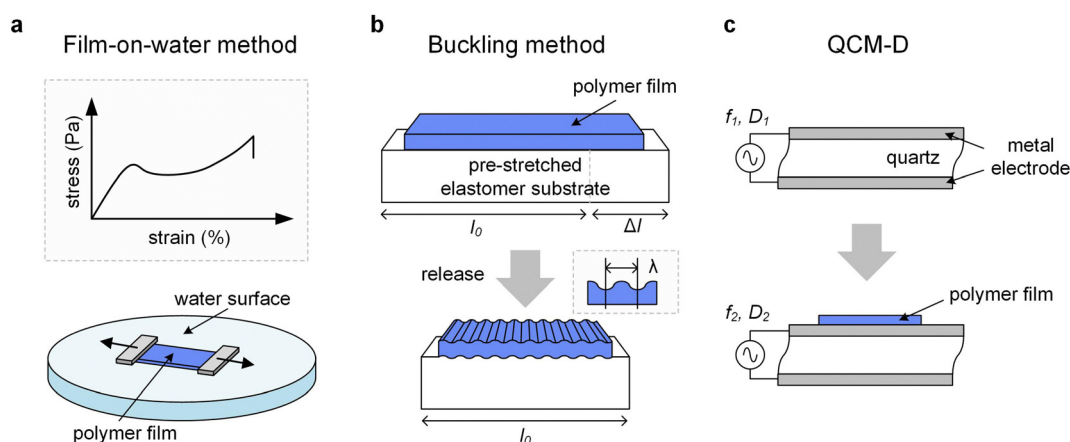 a
Film-on-water method
stress (Pa)
strain (%)
water surface
polymer film
b
Buckling method
polymer film
pre-stretched
elastomer substrate
l₀
Δl
release
λ
l₀
c
QCM-D
f₁, D₁
quartz
metal
electrode
polymer film
f₂, D₂